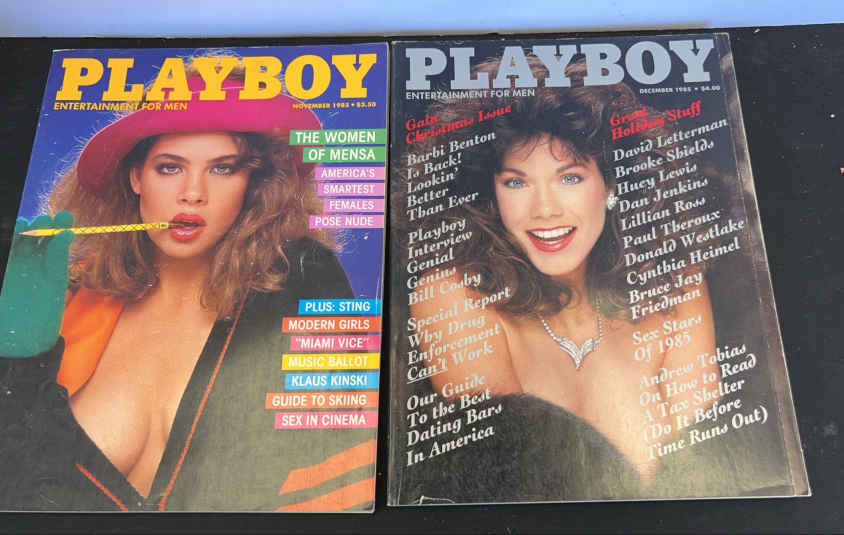 PLAYBOY
ENTERTAINMENT FOR MEN
NOVEMBER 1985 • $3.50
THE WOMEN
OF MENSA
AMERICA'S
SMARTEST
FEMALES
POSE NUDE
PLUS: STING
MODERN GIRLS
"MIAMI VICE"
MUSIC BALLOT
KLAUS KINSKI
GUIDE TO SKIING
SEX IN CINEMA
PLAYBOY
ENTERTAINMENT FOR MEN
DECEMBER 1985 • $4.00
Gala
Christmas Issue
Barbi Benton
Is Back!
Lookin'
Better
Than Ever
Playboy
Interview
Genial
Genius
Bill Cosby
Special Report
Why Drug
Enforcement
Can't Work
Our Guide
To the Best
Dating Bars
In America
Great
Holiday Stuff
David Letterman
Brooke Shields
Huey Lewis
Dan Jenkins
Lillian Ross
Paul Theroux
Donald Westlake
Cynthia Heimel
Bruce Jay
Friedman
Sex Stars
Of 1985
Andrew Tobias
On How to Read
A Tax Shelter
(Do It Before
Time Runs Out)